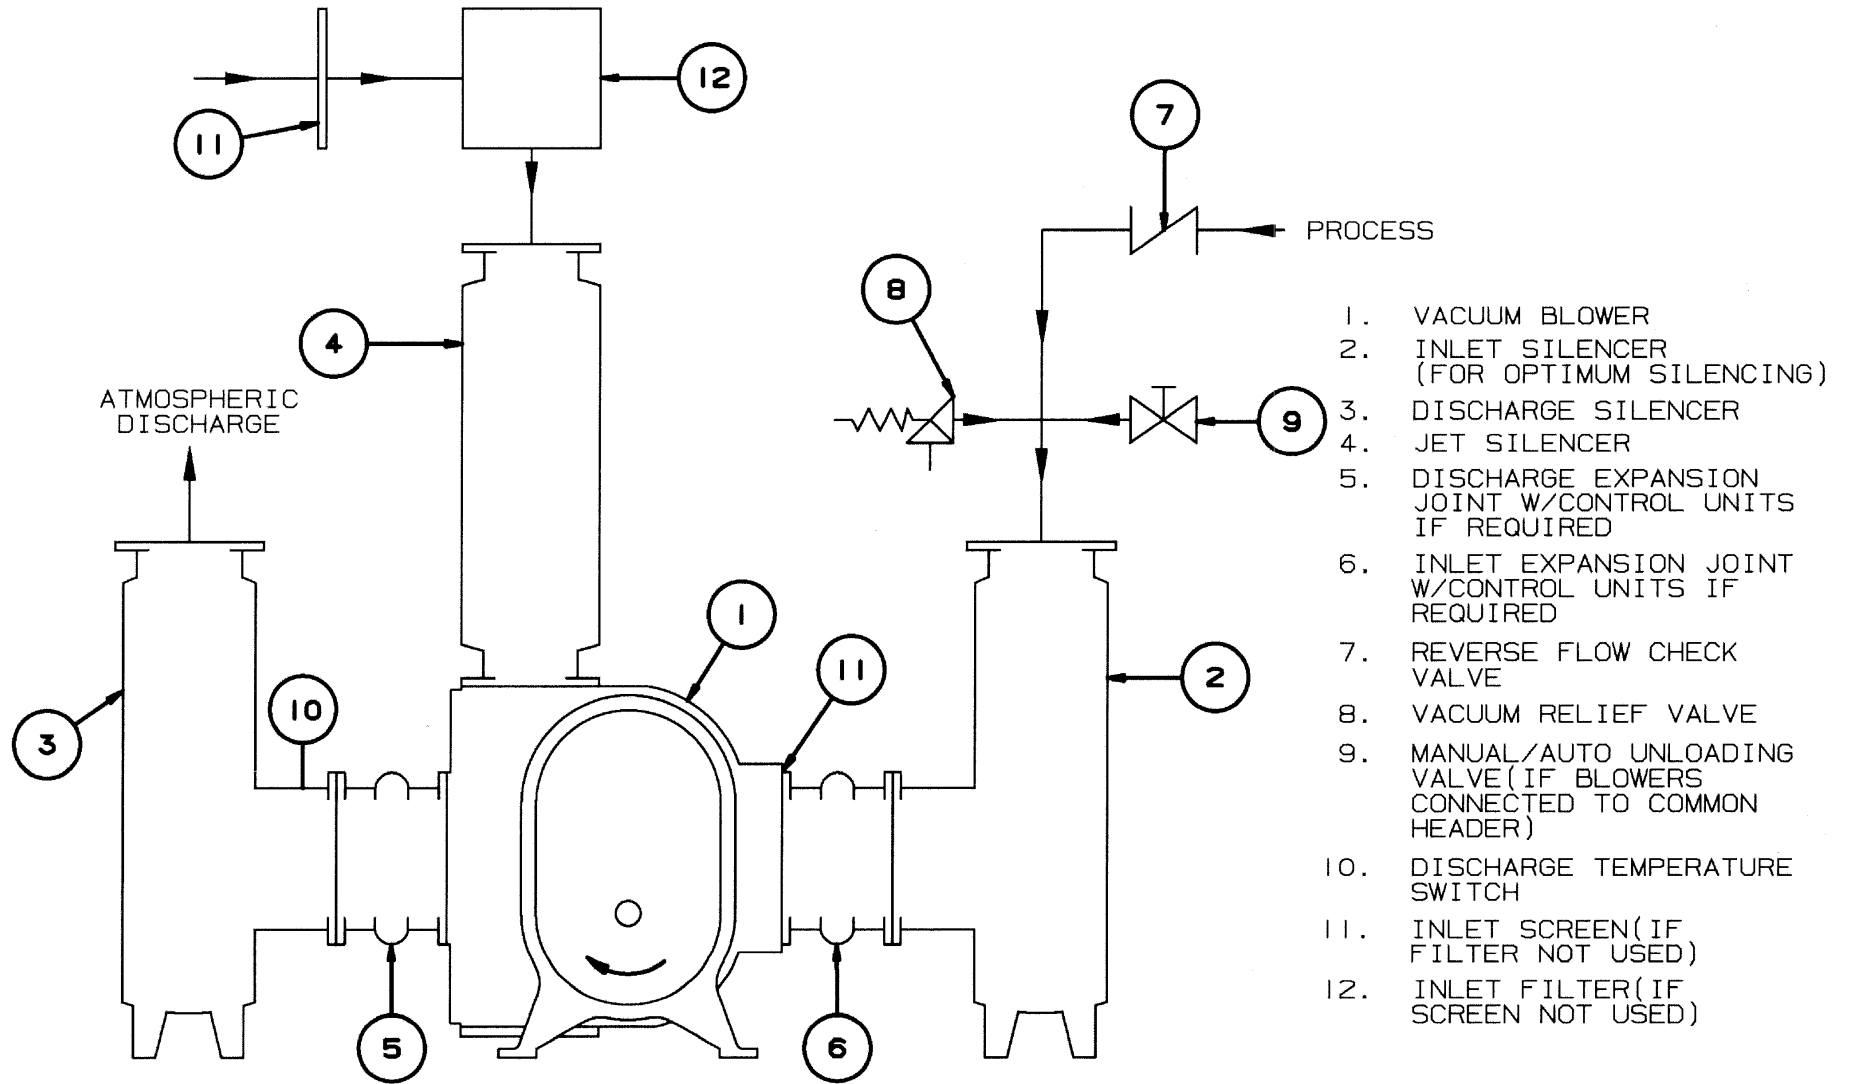 12
11
7
PROCESS
8
4
ATMOSPHERIC
DISCHARGE
9
1
11
2
10
3
5
6
1. VACUUM BLOWER
2. INLET SILENCER
(FOR OPTIMUM SILENCING)
3. DISCHARGE SILENCER
4. JET SILENCER
5. DISCHARGE EXPANSION
JOINT W/CONTROL UNITS
IF REQUIRED
6. INLET EXPANSION JOINT
W/CONTROL UNITS IF
REQUIRED
7. REVERSE FLOW CHECK
VALVE
8. VACUUM RELIEF VALVE
9. MANUAL/AUTO UNLOADING
VALVE(IF BLOWERS
CONNECTED TO COMMON
HEADER)
10. DISCHARGE TEMPERATURE
SWITCH
11. INLET SCREEN(IF
FILTER NOT USED)
12. INLET FILTER(IF
SCREEN NOT USED)